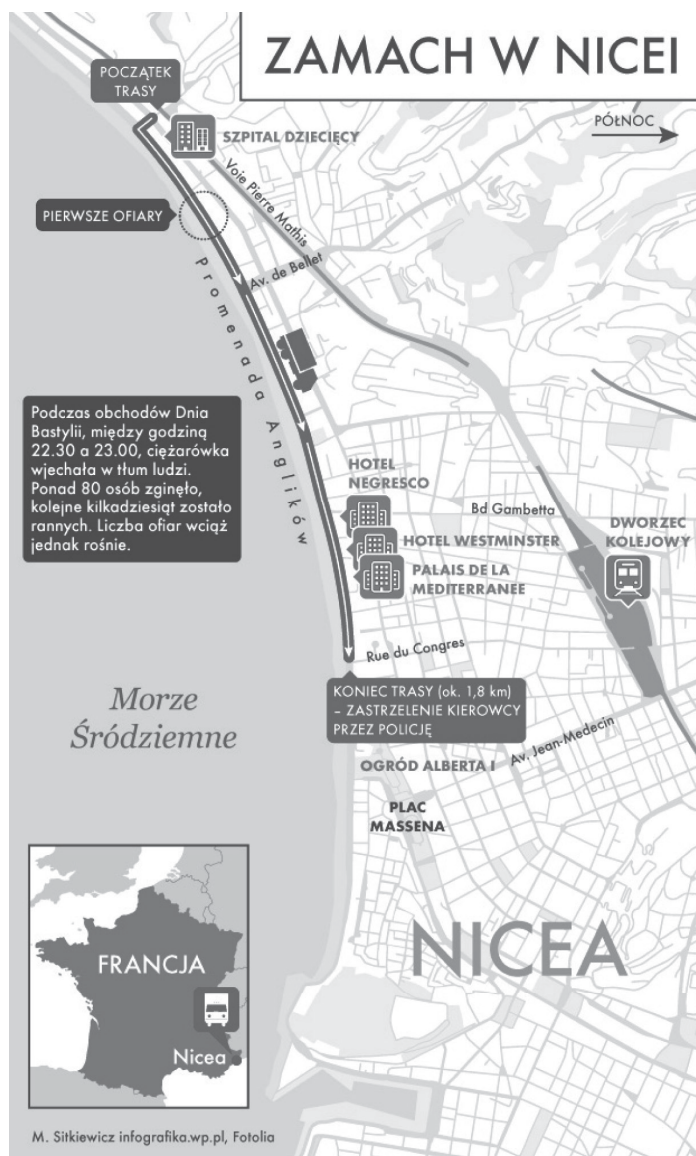 ZAMACH W NICEI
POCZĄTEK
TRASY
PÓŁNOC
SZPITAL DZIECIĘCY
Voie Pierre Mathis
PIERWSZE OFIARY
Av. de Bellet
Promenada Anglików
Podczas obchodów Dnia
Bastylii, między godziną
22.30 a 23.00, ciężarówka
wjechała w tłum ludzi.
Ponad 80 osób zginęło,
kolejne kilkadziesiąt zostało
rannych. Liczba ofiar wciąż
jednak rośnie.
HOTEL
NEGRESCO
Bd Gambetta
DWORZEC
KOLEJOWY
HOTEL WESTMINSTER
PALAIS DE LA
MEDITERRANEE
Rue du Congres
KONIEC TRASY (ok. 1,8 km)
– ZASTRZELENIE KIEROWCY
PRZEZ POLICJĘ
Morze
Śródziemne
Av. Jean-Medecin
OGRÓD ALBERTA I
PLAC
MASSENA
NICEA
FRANCJA
Nicea
M. Sitkiewicz infografika.wp.pl, Fotolia